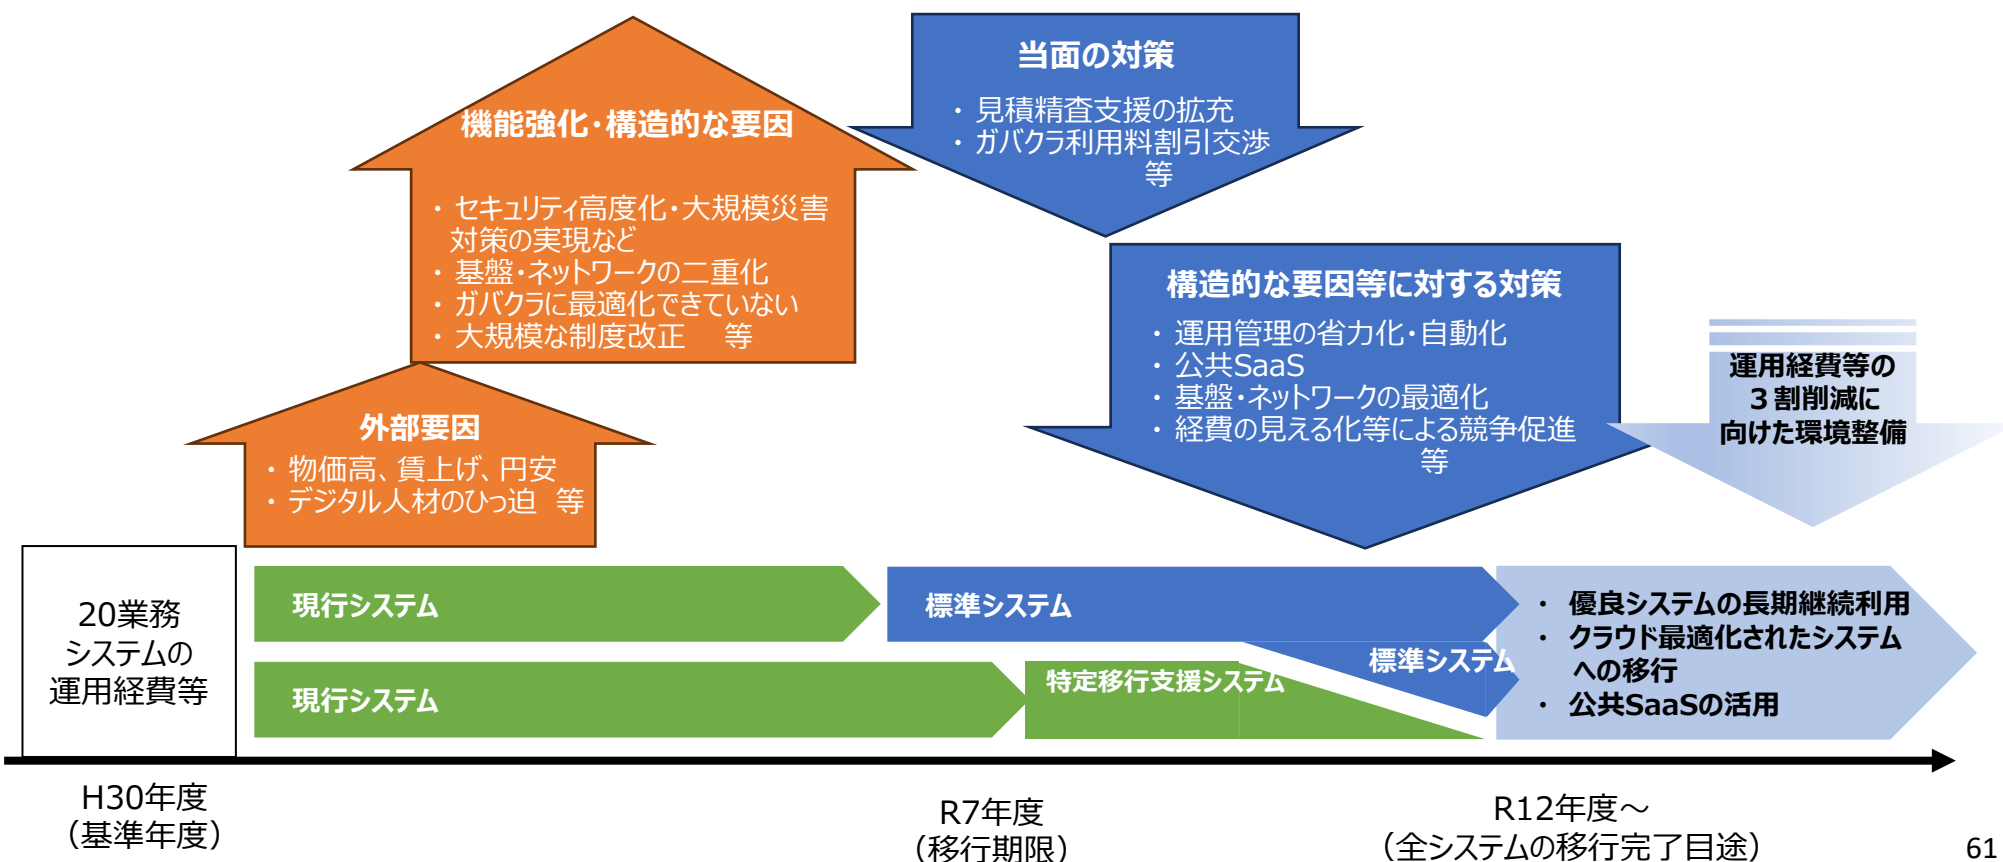 当面の対策
・ 見積精査支援の拡充
・ ガバクラ利用料割引交渉
等
機能強化・構造的な要因
・ セキュリティ高度化・大規模災害
対策の実現など
・ 基盤・ネットワークの二重化
・ ガバクラに最適化できていない
・ 大規模な制度改正 等
構造的な要因等に対する対策
・ 運用管理の省力化・自動化
・ 公共SaaS
・ 基盤・ネットワークの最適化
・ 経費の見える化等による競争促進
等
運用経費等の
３割削減に
向けた環境整備
外部要因
・ 物価高、賃上げ、円安
・ デジタル人材のひっ迫 等
20業務
システムの
運用経費等
現行システム
標準システム
現行システム
特定移行支援システム
標準システム
・ 優良システムの長期継続利用
・ クラウド最適化されたシステム
への移行
・ 公共SaaSの活用
H30年度
（基準年度）
R7年度
（移行期限）
R12年度～
（全システムの移行完了目途）
61